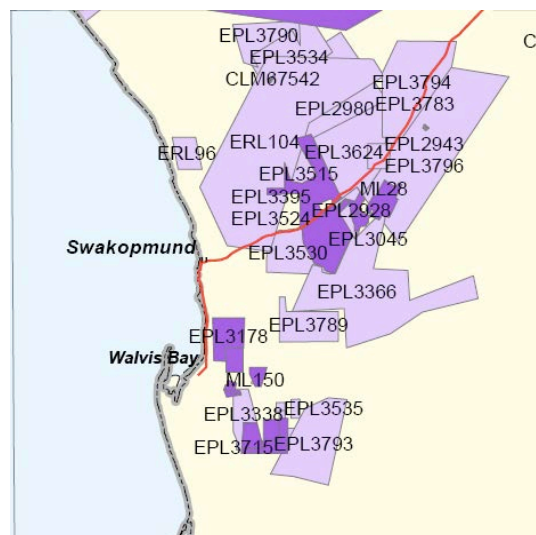 EPL3790
C
EPL3534
CLM67542
EPL3794
EPL2980
EPL3783
ERL104
EPL3624
EPL2943
ERL96
EPL3796
EPL3515
ML28
EPL3395
EPL2928
EPL3524
EPL3045
Swakopmund
EPL3530
EPL3366
EPL3789
EPL3178
Walvis Bay
ML150
EPL3338
EPL3535
EPL3715
EPL3793